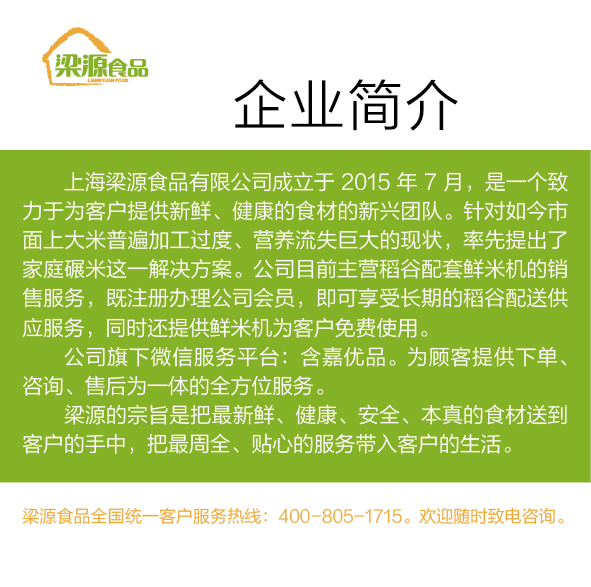 梁源食品
LIANGYUAN FOOD
企业简介
上海梁源食品有限公司成立于 2015 年 7 月，是一个致
力于为客户提供新鲜、健康的食材的新兴团队。针对如今市
面上大米普遍加工过度、营养流失巨大的现状，率先提出了
家庭碾米这一解决方案。公司目前主营稻谷配套鲜米机的销
售服务，既注册办理公司会员，即可享受长期的稻谷配送供
应服务，同时还提供鲜米机为客户免费使用。
公司旗下微信服务平台：含嘉优品。为顾客提供下单、
咨询、售后为一体的全方位服务。
梁源的宗旨是把最新鲜、健康、安全、本真的食材送到
客户的手中，把最周全、贴心的服务带入客户的生活。
梁源食品全国统一客户服务热线：400-805-1715。欢迎随时致电咨询。